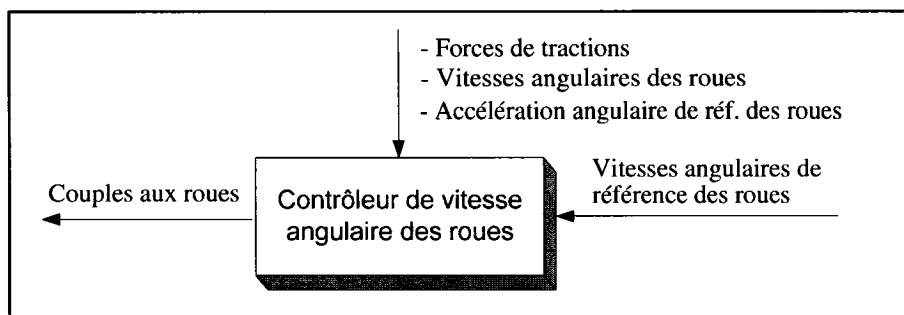 - Forces de tractions
- Vitesses angulaires des roues
- Accélération angulaire de réf. des roues
Couples aux roues
Contrôleur de vitesse
angulaire des roues
Vitesses angulaires de
référence des roues